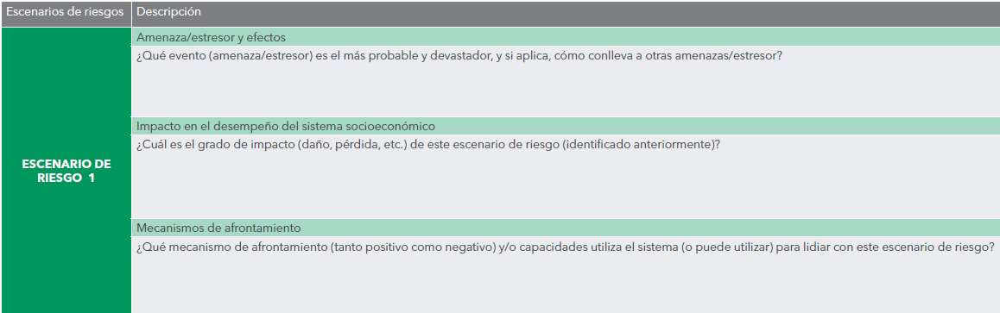 Escenarios de riesgos
Descripción
Amenaza/estresor y efectos
¿Qué evento (amenaza/estresor) es el más probable y devastador, y si aplica, cómo conlleva a otras amenazas/estresor?
Impacto en el desempeño del sistema socioeconómico
¿Cuál es el grado de impacto (daño, pérdida, etc.) de este escenario de riesgo (identificado anteriormente)?
ESCENARIO DE
RIESGO 1
Mecanismos de afrontamiento
¿Qué mecanismo de afrontamiento (tanto positivo como negativo) y/o capacidades utiliza el sistema (o puede utilizar) para lidiar con este escenario de riesgo?